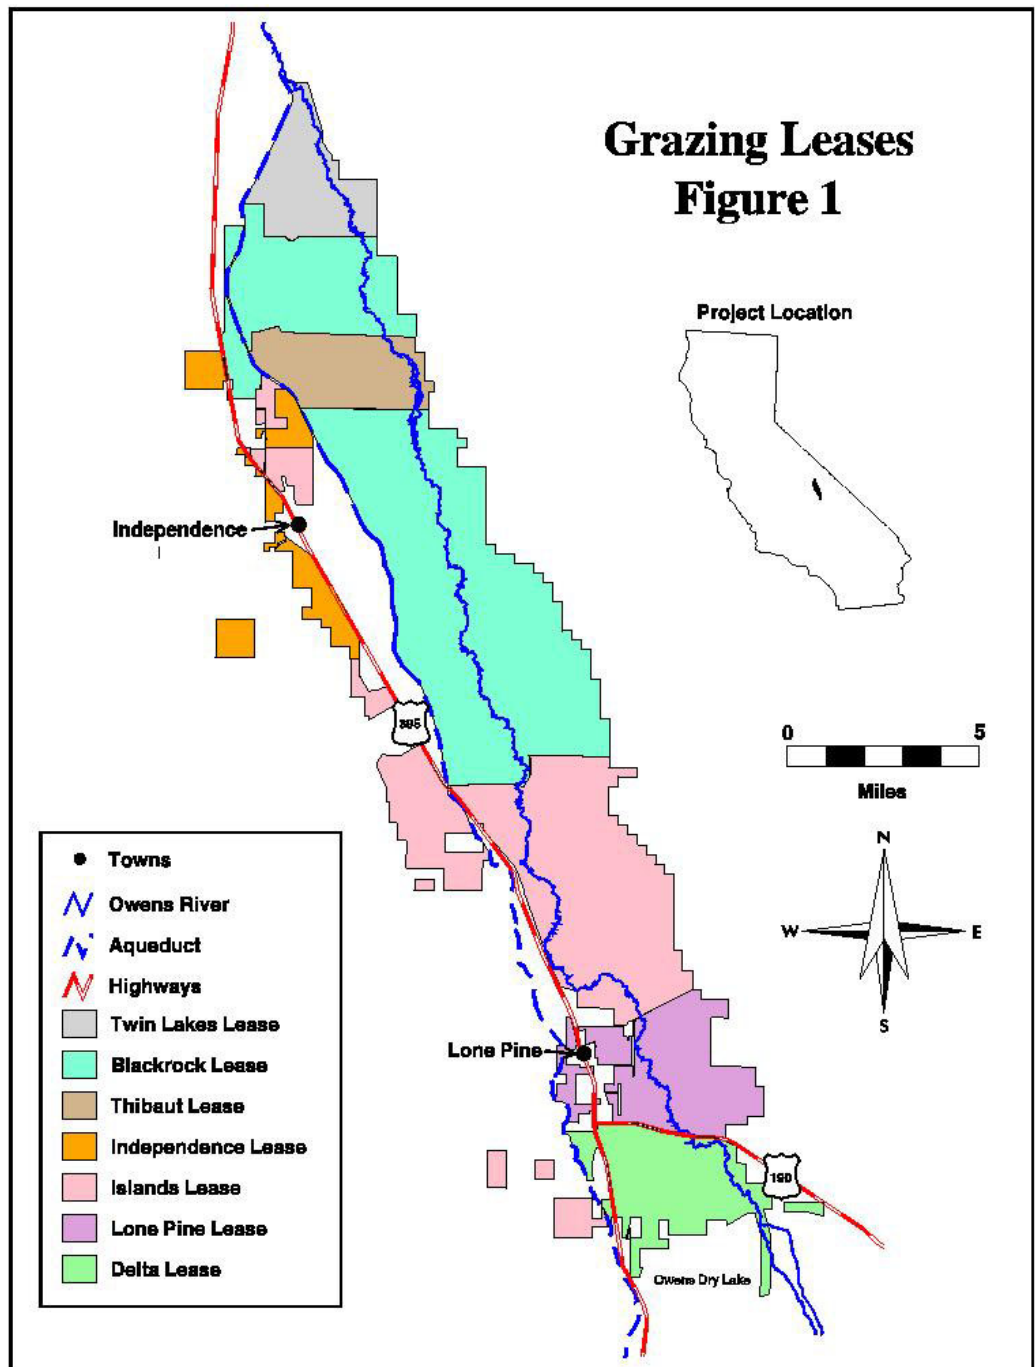 Grazing Leases
Figure 1
Project Location
Independence
395
0 5
Miles
N
W E
S
Towns
Owens River
Aqueduct
Highways
Twin Lakes Lease
Blackrock Lease
Thibaut Lease
Independence Lease
Islands Lease
Lone Pine Lease
Delta Lease
Lone Pine
190
Owens Dry Lake